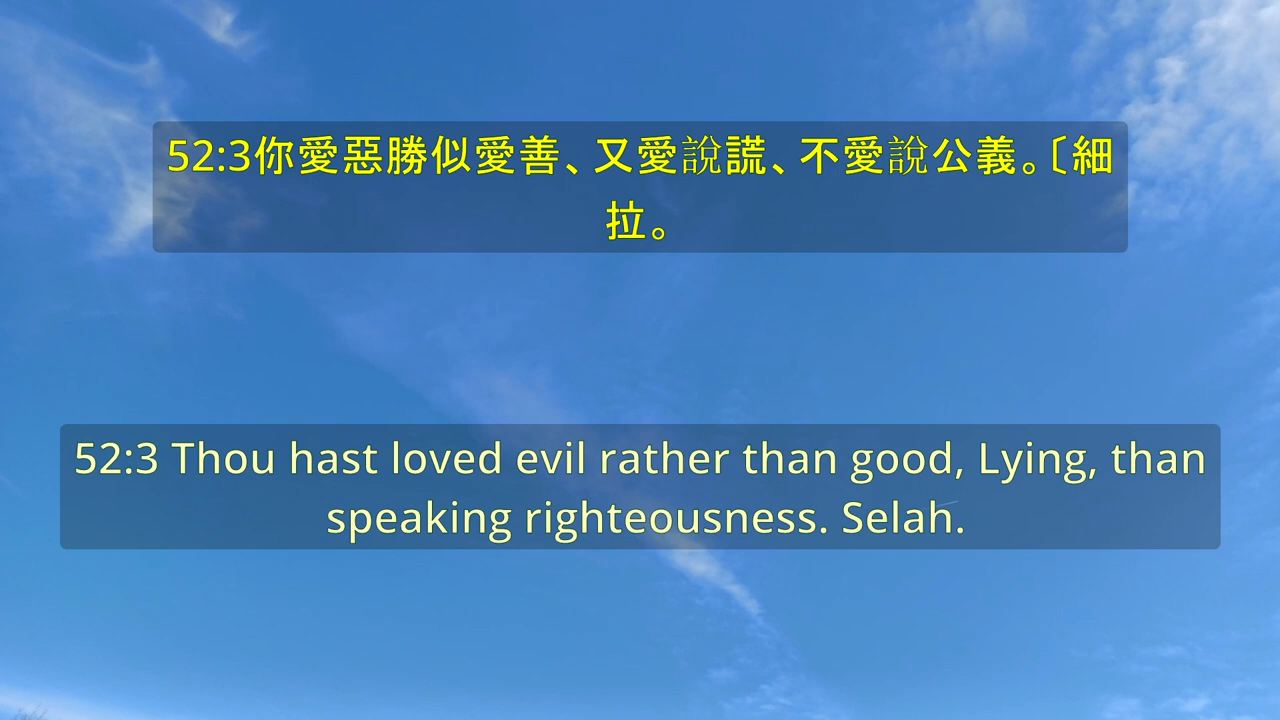 52:3你愛惡勝似愛善、又愛說謊、不愛說公義。〔細
拉。
52:3 Thou hast loved evil rather than good, Lying, than
speaking righteousness. Selah.